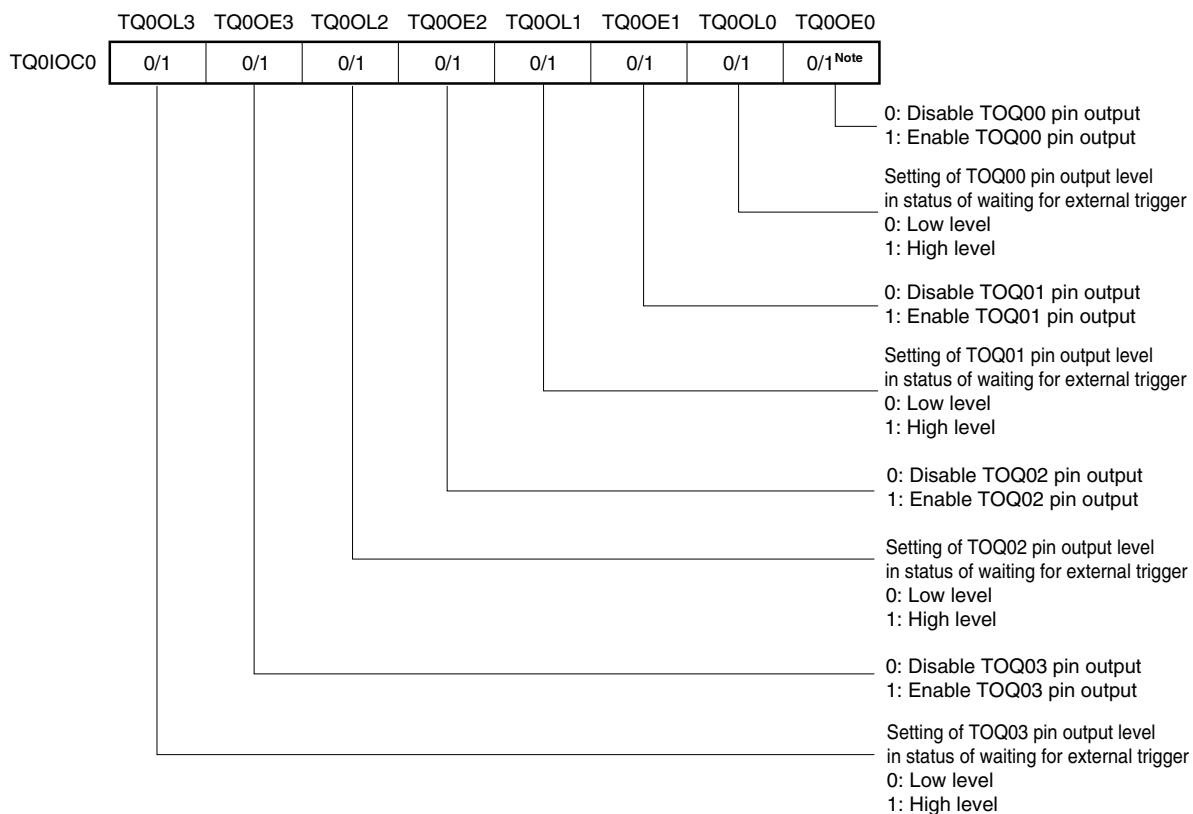 TQ0OL3 TQ0OE3 TQ0OL2 TQ0OE2 TQ0OL1 TQ0OE1 TQ0OL0 TQ0OE0
TQ0IOC0 0/1 0/1 0/1 0/1 0/1 0/1 0/1 0/1Note
0: Disable TOQ00 pin output
1: Enable TOQ00 pin output
Setting of TOQ00 pin output level
in status of waiting for external trigger
0: Low level
1: High level
0: Disable TOQ01 pin output
1: Enable TOQ01 pin output
Setting of TOQ01 pin output level
in status of waiting for external trigger
0: Low level
1: High level
0: Disable TOQ02 pin output
1: Enable TOQ02 pin output
Setting of TOQ02 pin output level
in status of waiting for external trigger
0: Low level
1: High level
0: Disable TOQ03 pin output
1: Enable TOQ03 pin output
Setting of TOQ03 pin output level
in status of waiting for external trigger
0: Low level
1: High level